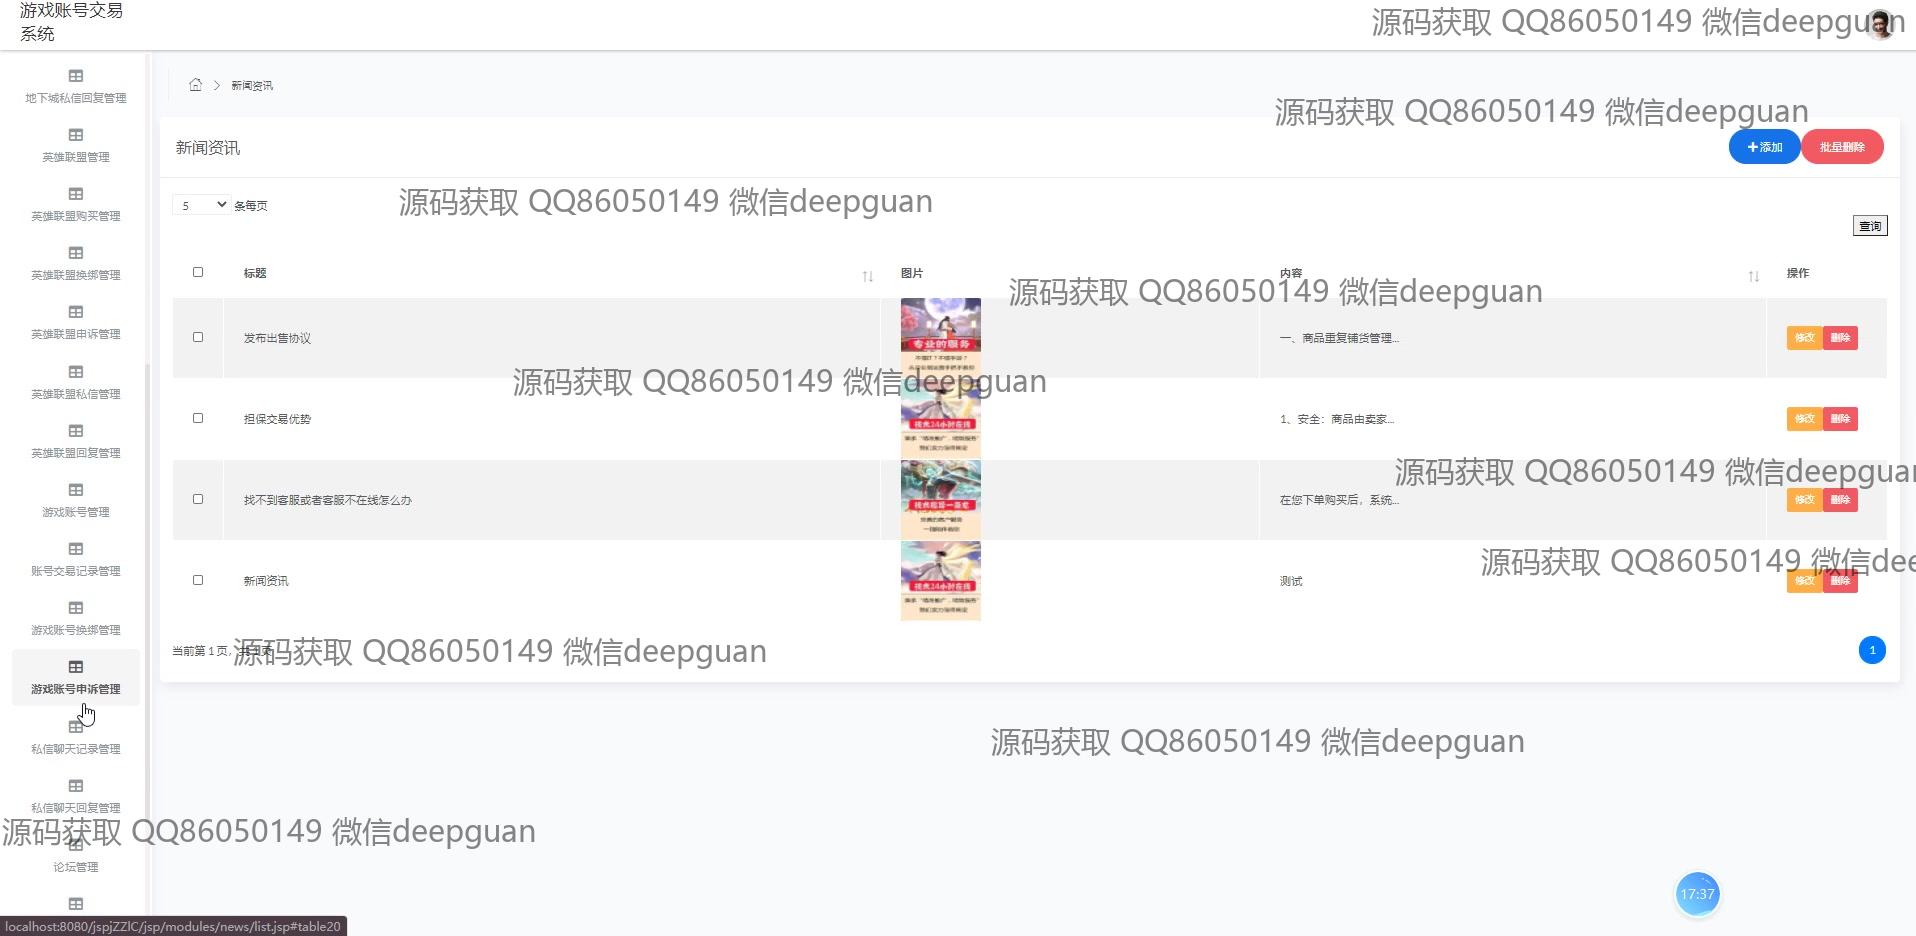 游戏账号交易
系统
源码获取 QQ86050149 微信deepguan
地下城私信回复管理
英雄联盟管理
英雄联盟购买管理
英雄联盟换绑管理
英雄联盟申诉管理
英雄联盟私信管理
英雄联盟回复管理
游戏账号管理
账号交易记录管理
游戏账号换绑管理
游戏账号申诉管理
私信聊天记录管理
私信聊天回复管理
论坛管理
新闻资讯
源码获取 QQ86050149 微信deepguan
新闻资讯
添加
批量删除
5 条每页
源码获取 QQ86050149 微信deepguan
查询
标题 图片 内容 操作
源码获取 QQ86050149 微信deepguan
发布出售协议
专业的服务
一、商品重复铺货管理...
修改 删除
源码获取 QQ86050149 微信deepguan
担保交易优势
找虎24小时在线
1、安全：商品由卖家...
修改 删除
源码获取 QQ86050149 微信deepguan
找不到客服或者客服不在线怎么办
在您下单购买后，系统...
修改 删除
源码获取 QQ86050149 微信dee
新闻资讯
找虎24小时在线
测试
修改 删除
当前第 1 页，共 1 页
源码获取 QQ86050149 微信deepguan
1
源码获取 QQ86050149 微信deepguan
源码获取 QQ86050149 微信deepguan
17:37
localhost:8080/jspjZZlC/jsp/modules/news/list.jsp#table20